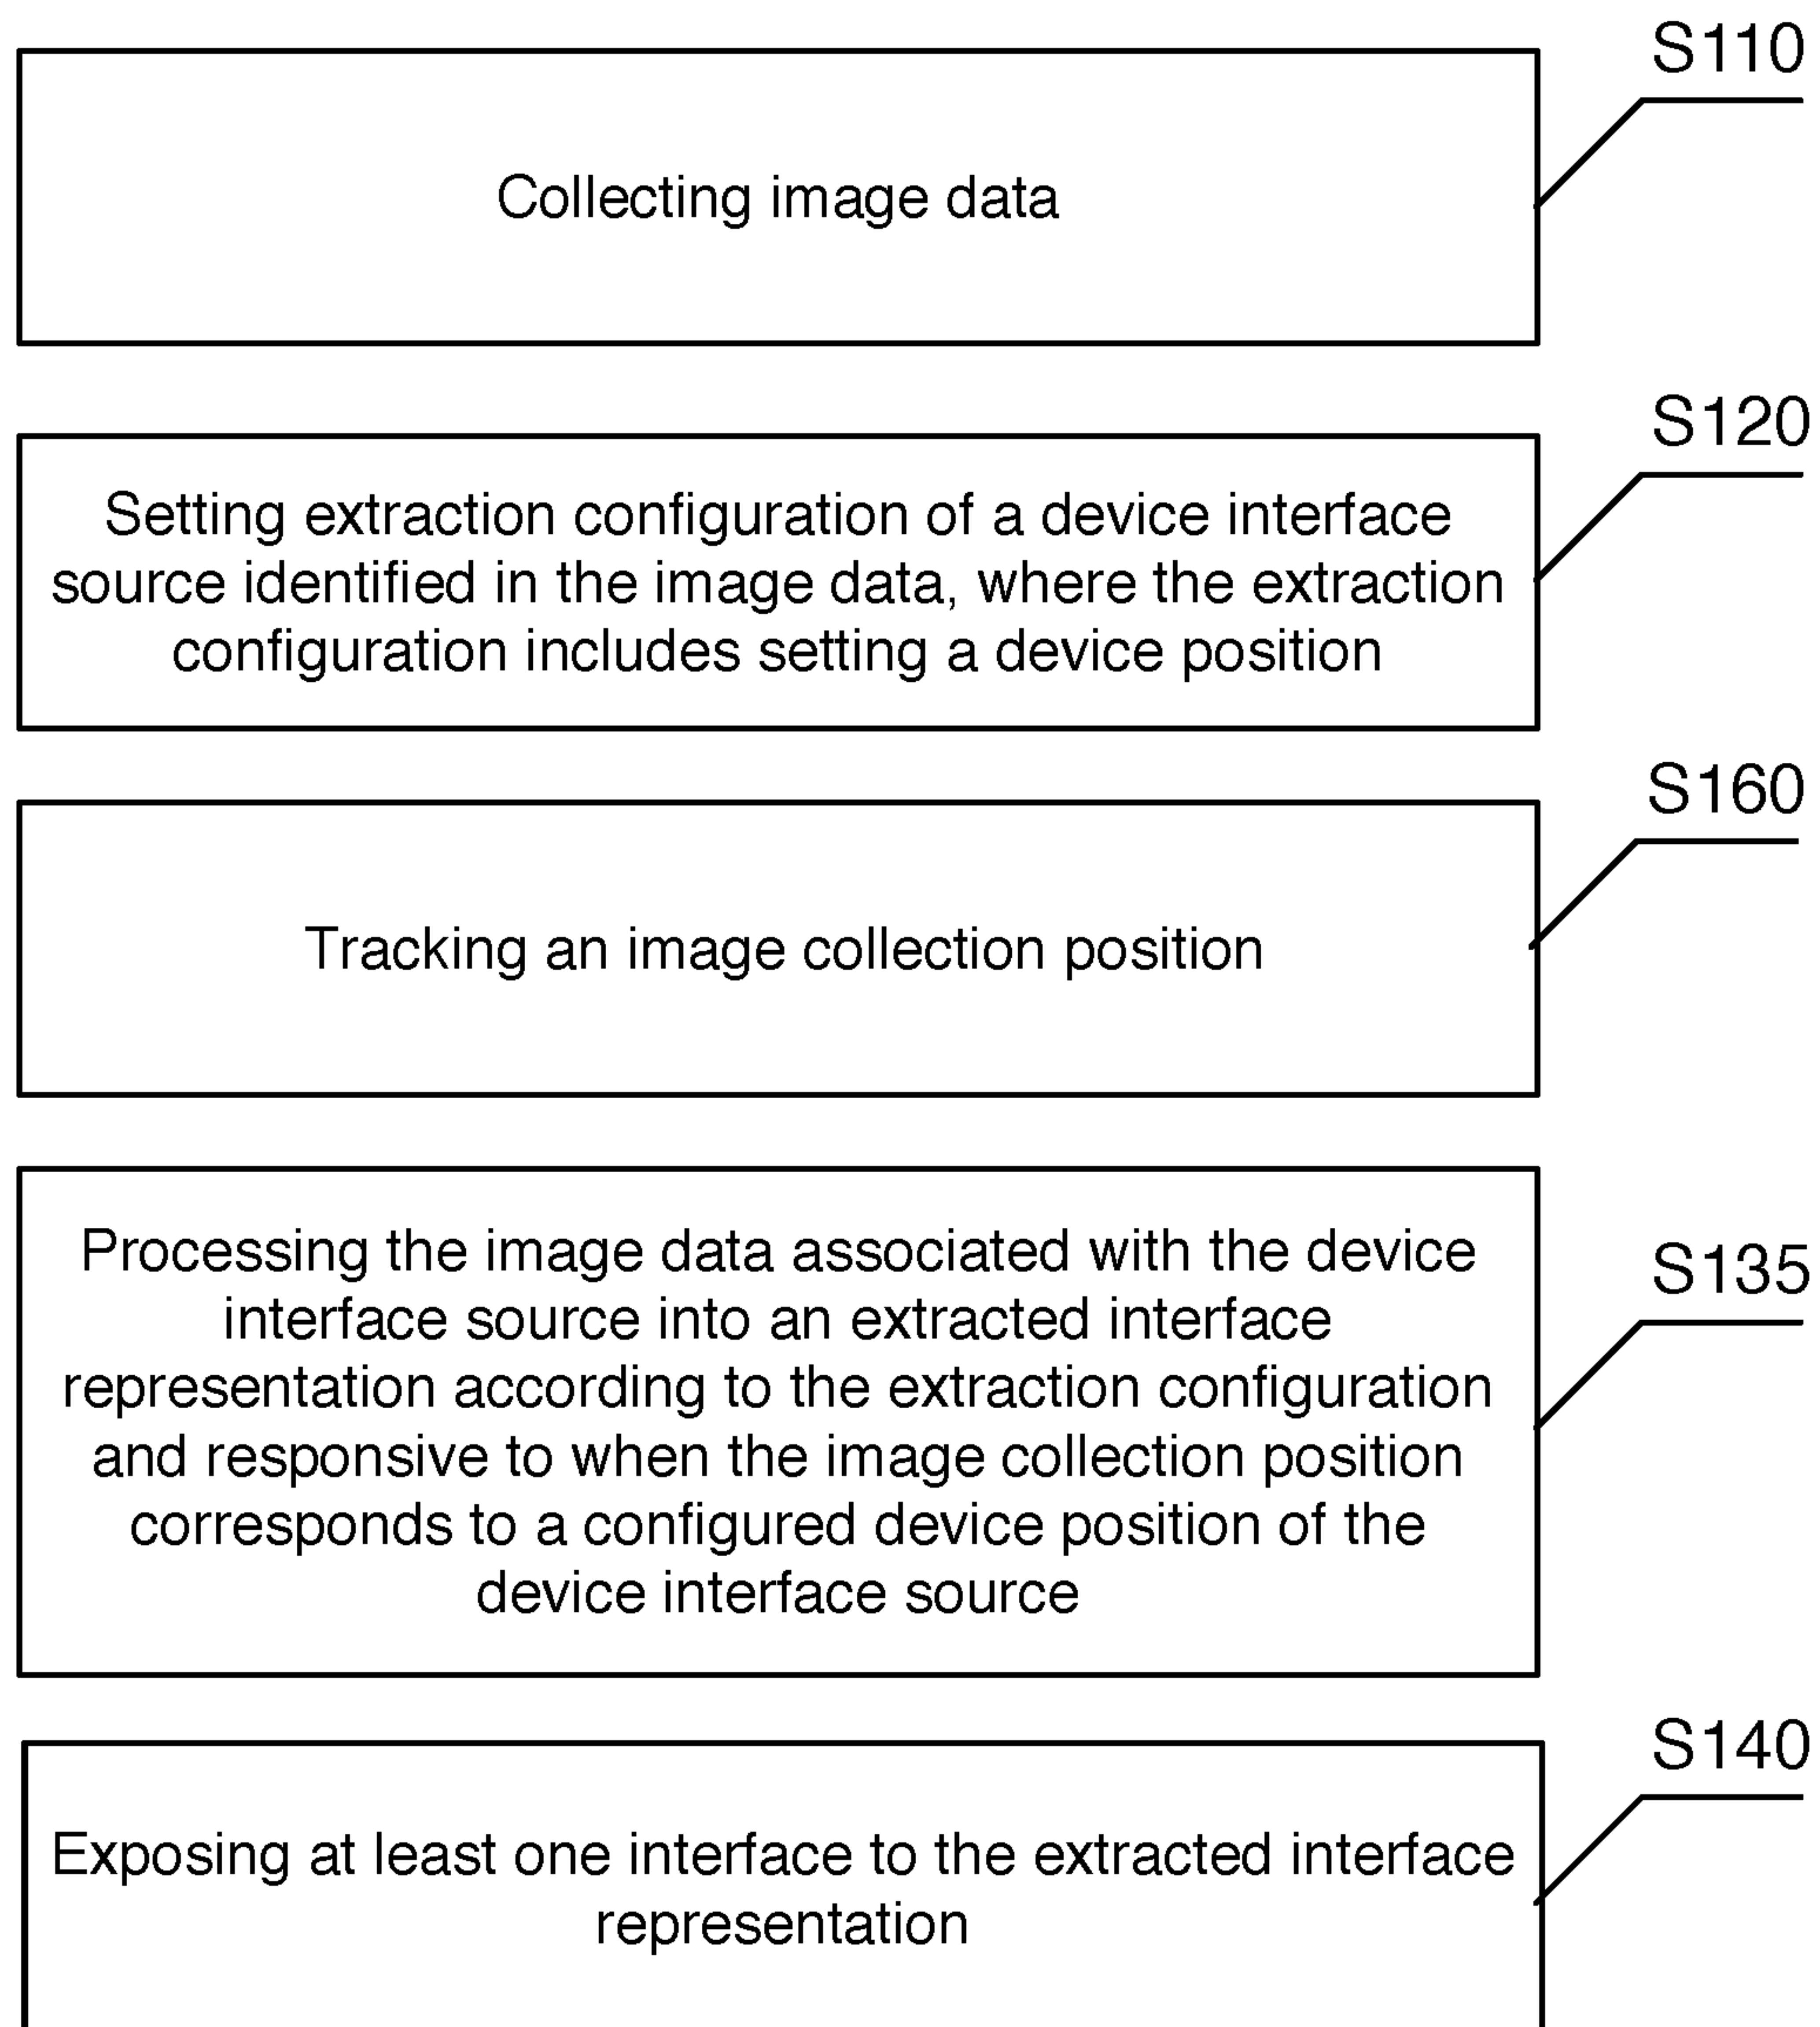 S110
Collecting image data
S120
Setting extraction configuration of a device interface
source identified in the image data, where the extraction
configuration includes setting a device position
S160
Tracking an image collection position
S135
Processing the image data associated with the device
interface source into an extracted interface
representation according to the extraction configuration
and responsive to when the image collection position
corresponds to a configured device position of the
device interface source
S140
Exposing at least one interface to the extracted interface
representation